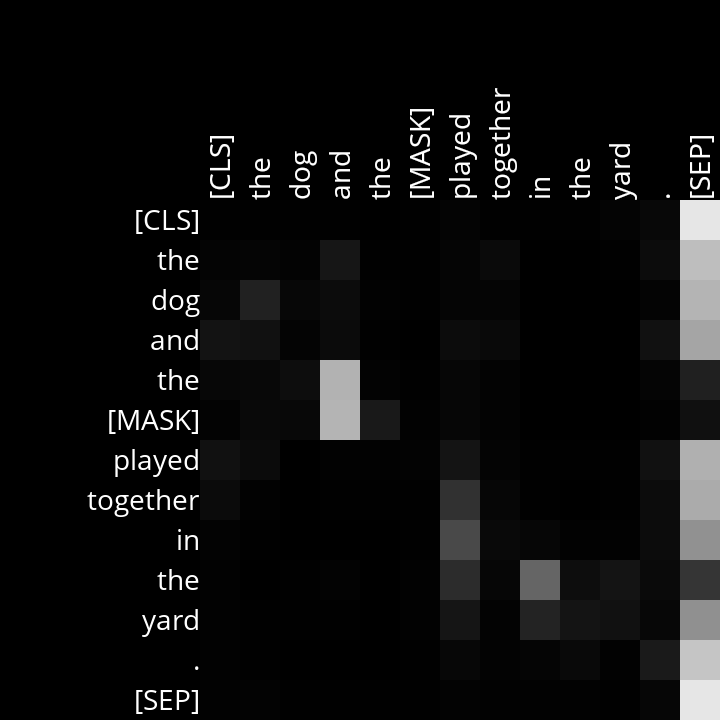 [CLS] the dog and the [MASK] played together in the yard . [SEP]
[CLS]
the
dog
and
the
[MASK]
played
together
in
the
yard
.
[SEP]